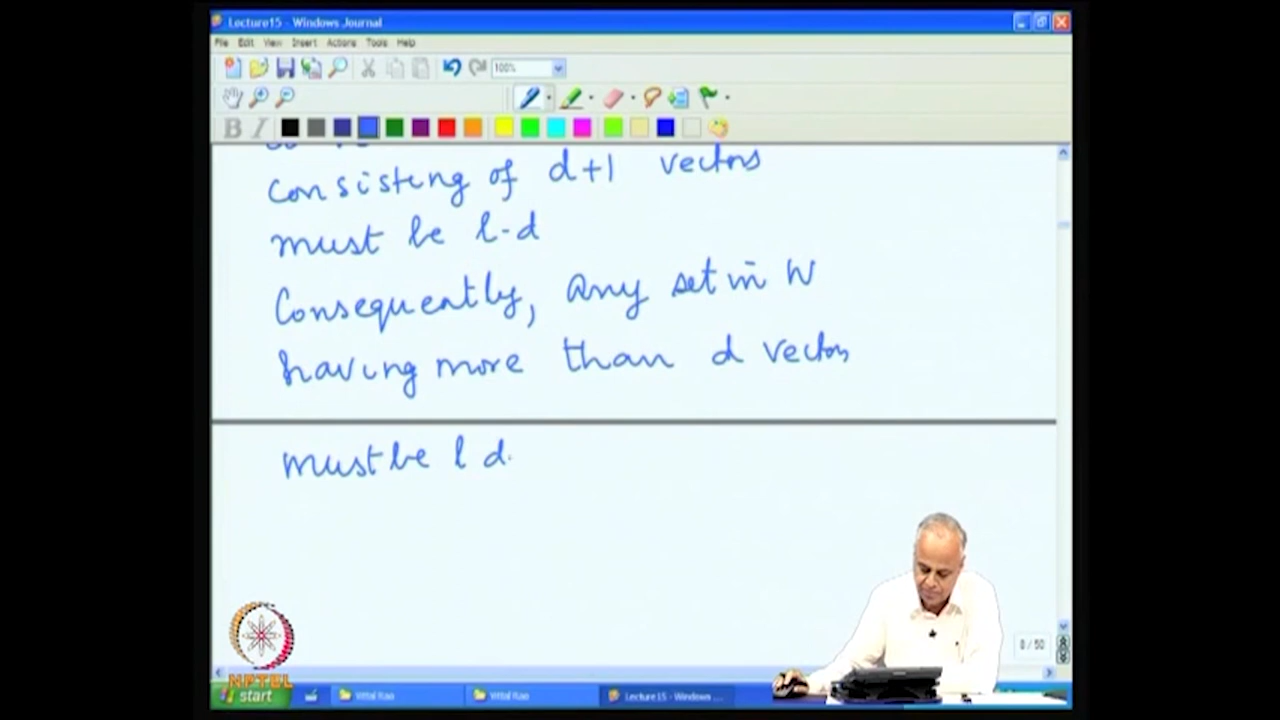 Lecture15 - Windows Journal
File Edit View Insert Actions Tools Help
100%
B I
consisting of d+1 vectors
must be l.d
Consequently, any set in W
having more than d vectors
must be l d.
8 / 50
NPTEL
start Vittal Rao Vittal Rao Lecture15 - Windows ...